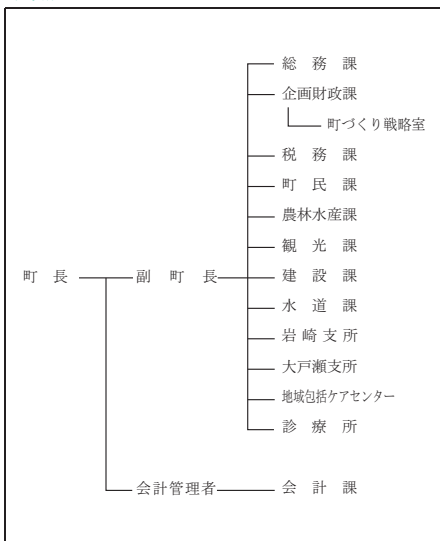 総務課
企画財政課
町づくり戦略室
税務課
町民課
農林水産課
観光課
町長 副町長 建設課
水道課
岩崎支所
大戸瀬支所
地域包括ケアセンター
診療所
会計管理者 会計課